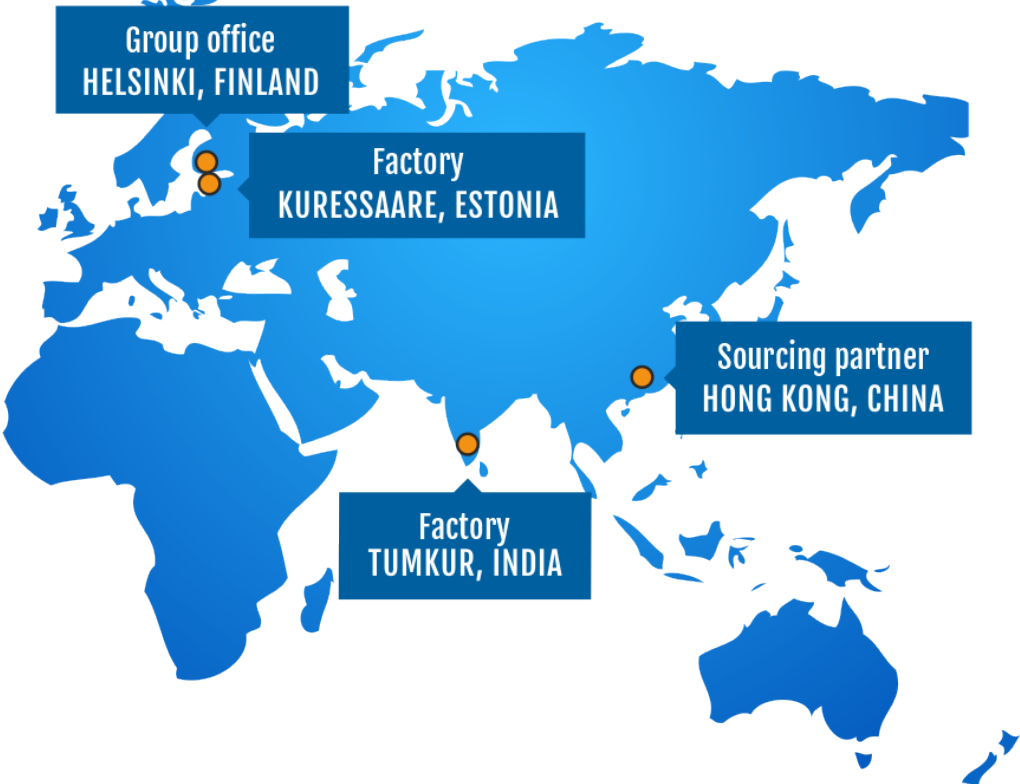 Group office
HELSINKI, FINLAND
Factory
KURESSAARE, ESTONIA
Sourcing partner
HONG KONG, CHINA
Factory
TUMKUR, INDIA